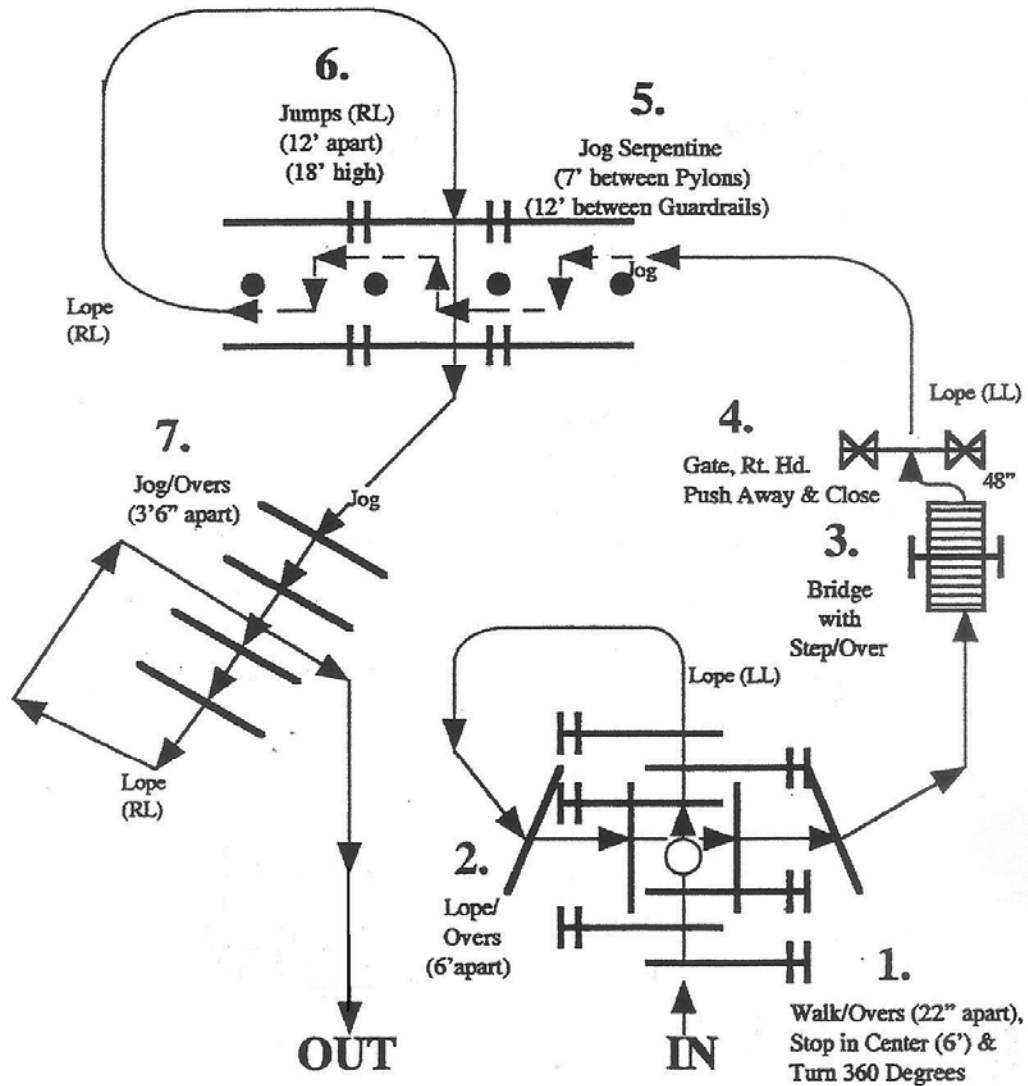 6.
Jumps (RL)
(12' apart)
(18' high)
5.
Jog Serpentine
(7' between Pylons)
(12' between Guardrails)
Jog
Lope
(RL)
Lope (LL)
4.
Gate, Rt. Hd.
Push Away & Close
48"
3.
Bridge
with
Step/Over
7.
Jog/Overs
(3'6" apart)
Jog
Lope
(RL)
Lope (LL)
2.
Lope/
Overs
(6'apart)
1.
Walk/Overs (22" apart),
Stop in Center (6') &
Turn 360 Degrees
OUT
IN